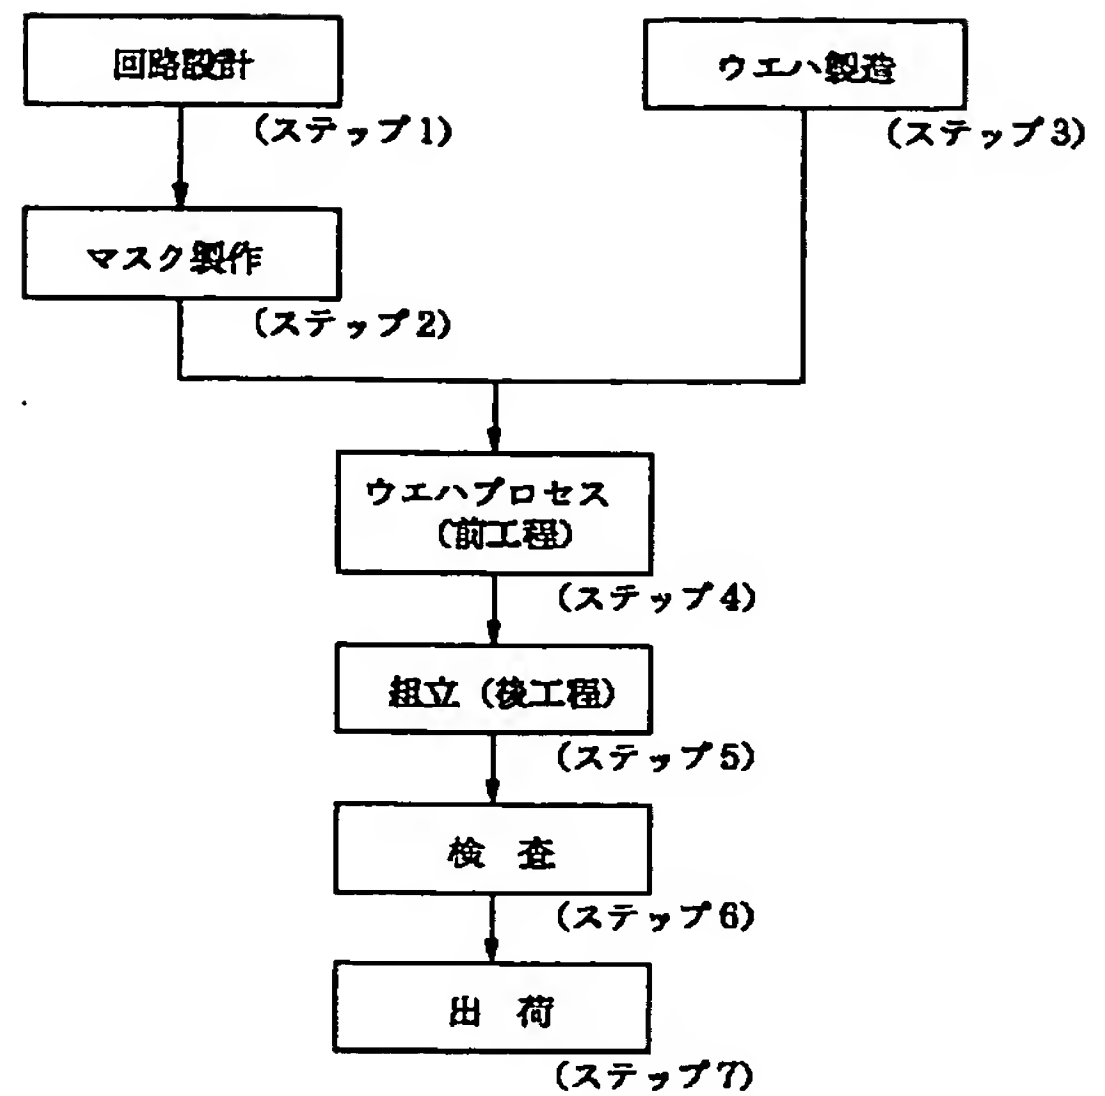 回路設計
(ステップ1)
ウエハ製造
(ステップ3)
マスク製作
(ステップ2)
ウエハプロセス
(前工程)
(ステップ4)
組立(後工程)
(ステップ5)
検 査
(ステップ6)
出 荷
(ステップ7)